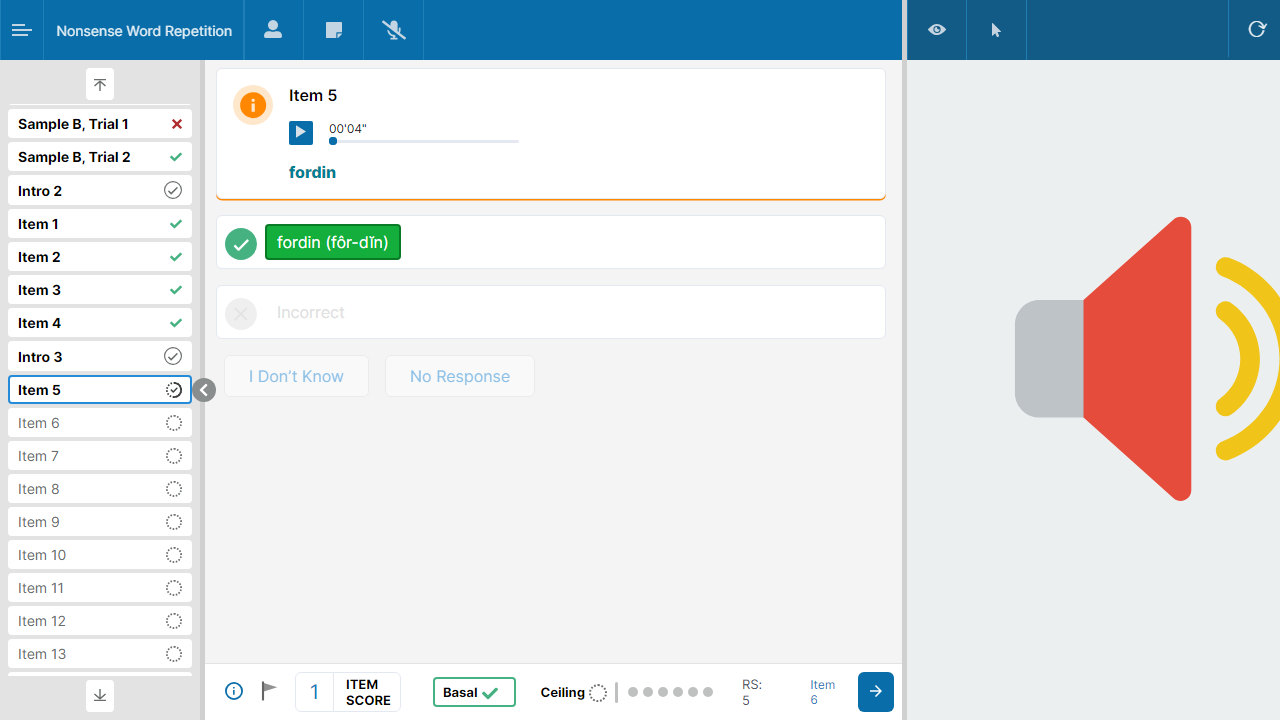 Nonsense Word Repetition
Sample B, Trial 1
Sample B, Trial 2
Intro 2
Item 1
Item 2
Item 3
Item 4
Intro 3
Item 5
Item 6
Item 7
Item 8
Item 9
Item 10
Item 11
Item 12
Item 13
Item 5
00'04"
fordin
fordin (fôr-dĭn)
Incorrect
I Don’t Know
No Response
1
ITEM
SCORE
Basal
Ceiling
RS:
5
Item
6